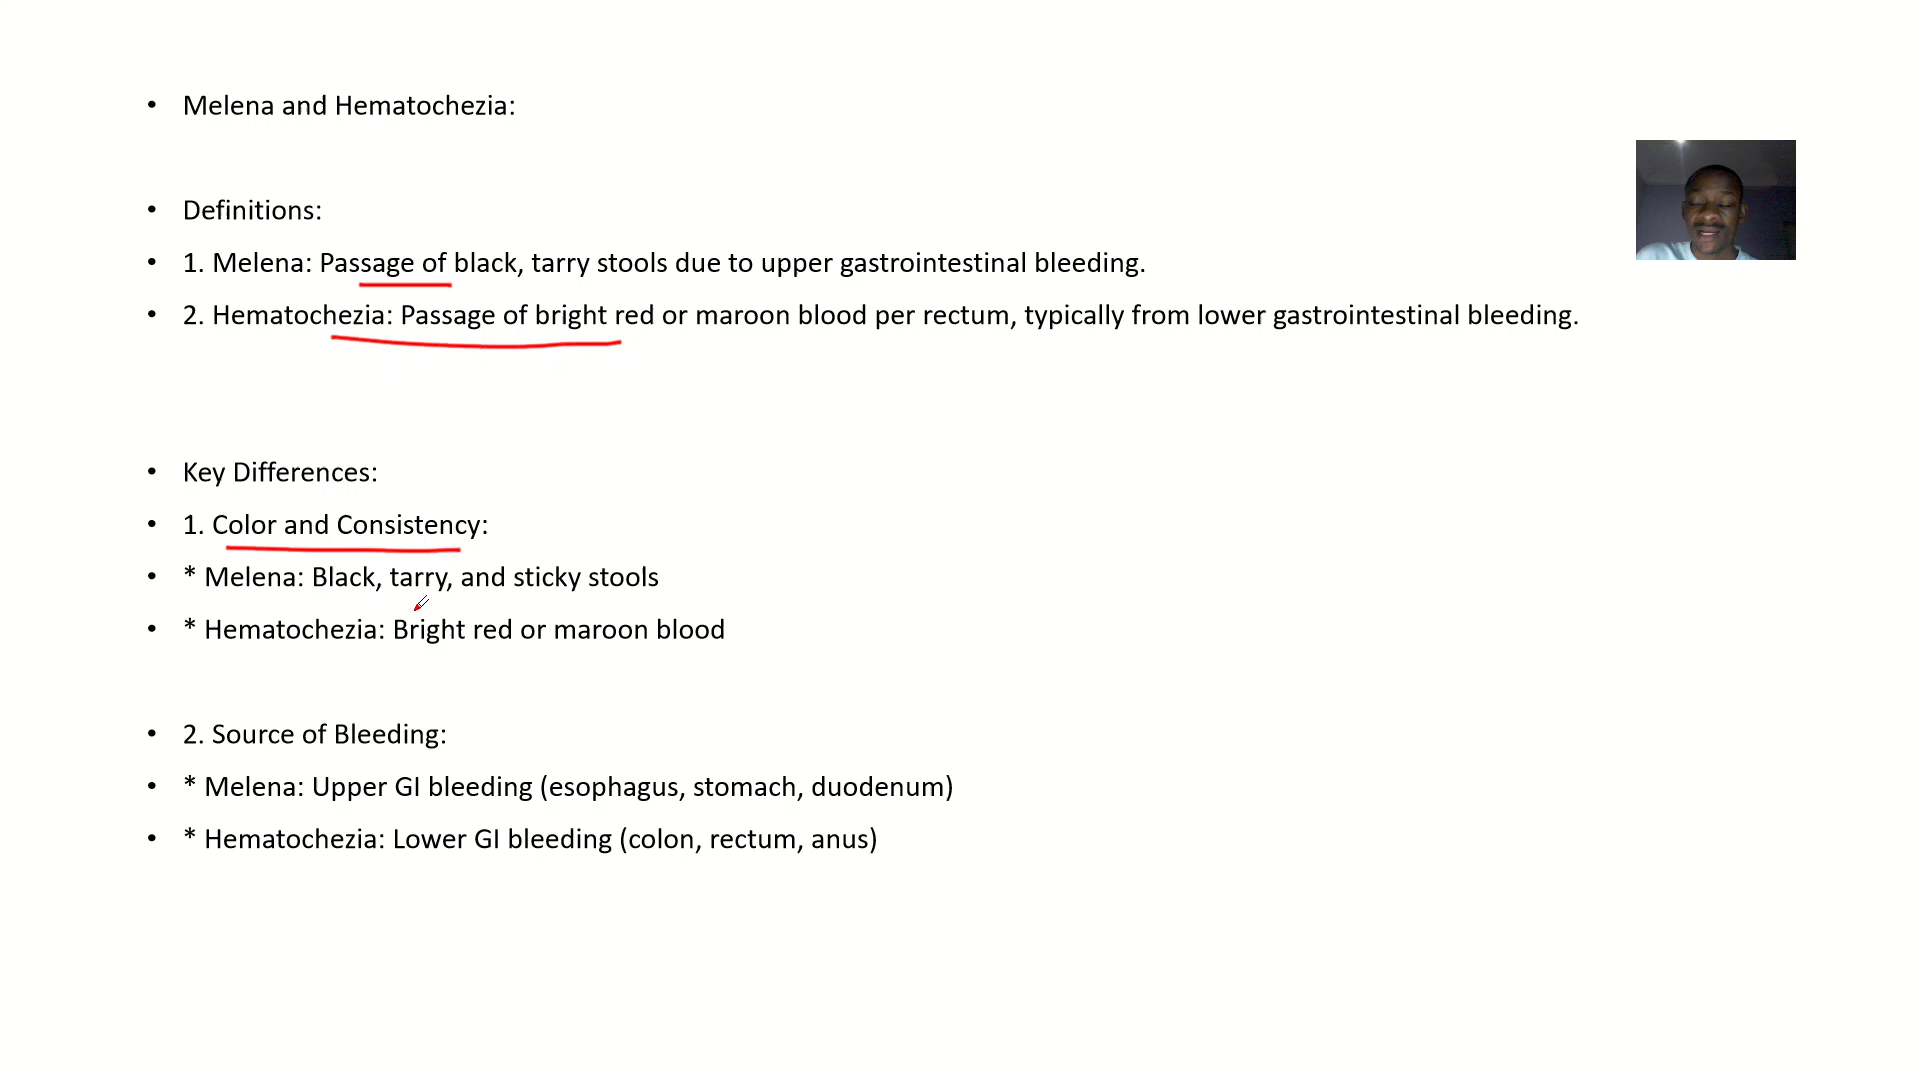 • Melena and Hematochezia:
• Definitions:
• 1. Melena: Passage of black, tarry stools due to upper gastrointestinal bleeding.
• 2. Hematochezia: Passage of bright red or maroon blood per rectum, typically from lower gastrointestinal bleeding.
• Key Differences:
• 1. Color and Consistency:
• * Melena: Black, tarry, and sticky stools
• * Hematochezia: Bright red or maroon blood
• 2. Source of Bleeding:
• * Melena: Upper GI bleeding (esophagus, stomach, duodenum)
• * Hematochezia: Lower GI bleeding (colon, rectum, anus)